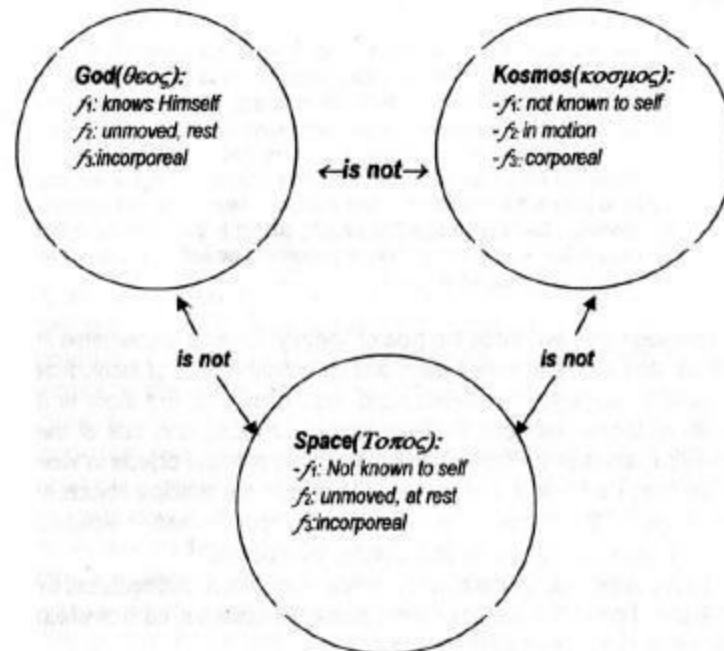 God(θεος):
f1: knows Himself
f2: unmoved, rest
f3:incorporeal
Kosmos(κοσμος):
-f1: not known to self
-f2 in motion
-f3: corporeal
←is not→
is not
is not
Space(Τοπος):
-f1: Not known to self
f2: unmoved, at rest
f3:incorporeal